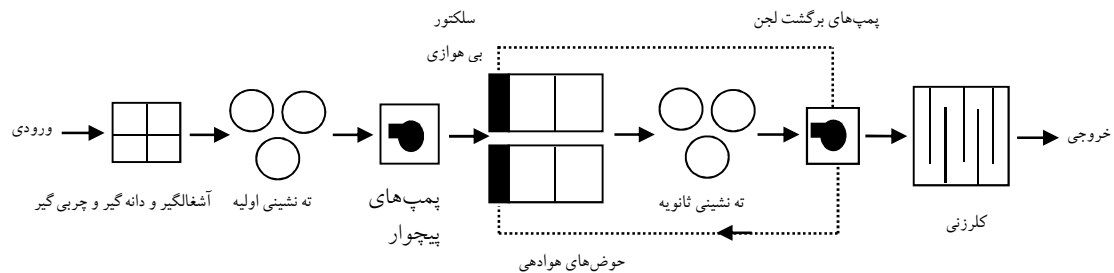 پمپ‌های برگشت لجن
سلکتور
بی هوازی
ورودی
خروجی
آشغالگیر و دانه گیر و چربی گیر
ته نشینی اولیه
پمپ‌های
پیچوار
ته نشینی ثانویه
کلرزنی
حوض‌های هوادهی